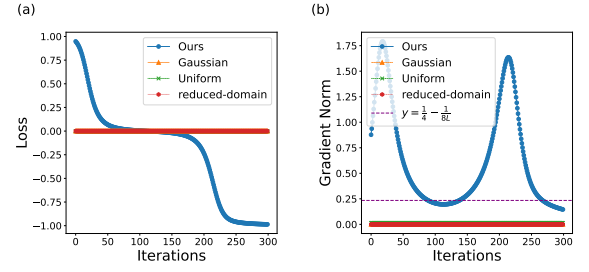 (a)
1.00
0.75
0.50
0.25
0.00
−0.25
−0.50
−0.75
−1.00
Loss
0 50 100 150 200 250 300
Iterations
Ours
Gaussian
Uniform
reduced-domain
(b)
1.75
1.50
1.25
1.00
0.75
0.50
0.25
0.00
Gradient Norm
0 50 100 150 200 250 300
Iterations
Ours
Gaussian
Uniform
reduced-domain
y = 1/4 − 1/8L